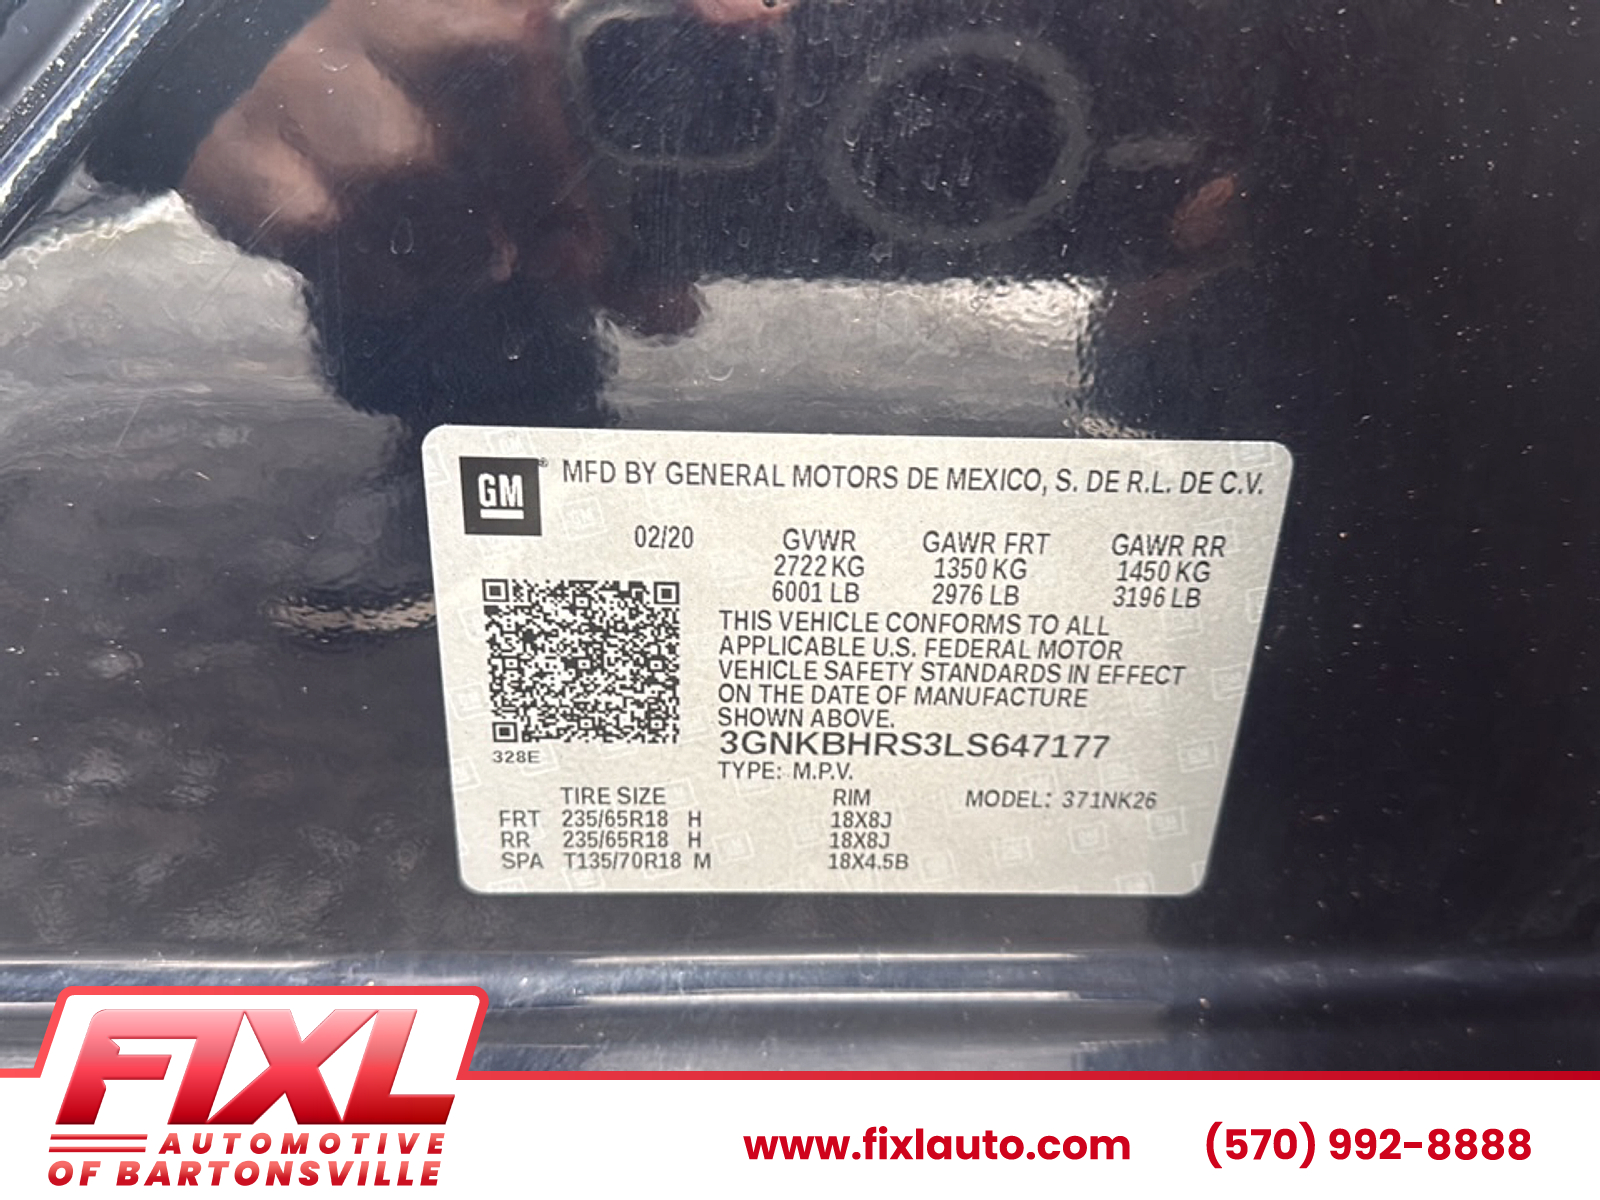 GM ® MFD BY GENERAL MOTORS DE MEXICO, S. DE R.L. DE C.V.
02/20 GVWR GAWR FRT GAWR RR
2722 KG 1350 KG 1450 KG
6001 LB 2976 LB 3196 LB
THIS VEHICLE CONFORMS TO ALL
APPLICABLE U.S. FEDERAL MOTOR
VEHICLE SAFETY STANDARDS IN EFFECT
ON THE DATE OF MANUFACTURE
SHOWN ABOVE.
328E 3GNKBHRS3LS647177
TYPE: M.P.V.
TIRE SIZE RIM MODEL: 371NK26
FRT 235/65R18 H 18X8J
RR 235/65R18 H 18X8J
SPA T135/70R18 M 18X4.5B
FIXL
AUTOMOTIVE
OF BARTONSVILLE
www.fixlauto.com (570) 992-8888